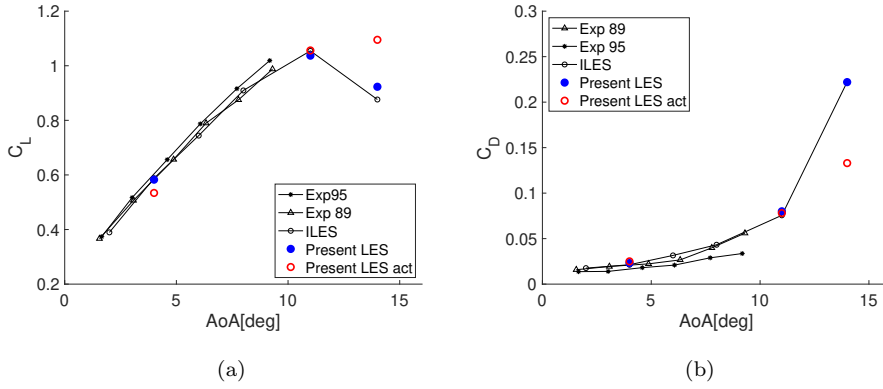 1.2
1
0.8
0.6
0.4
0.2
0
5
10
15
C_L
AoA[deg]
Exp95
Exp 89
ILES
Present LES
Present LES act
(a)
0.3
0.25
0.2
0.15
0.1
0.05
0
0
5
10
15
C_D
AoA[deg]
Exp 89
Exp 95
ILES
Present LES
Present LES act
(b)